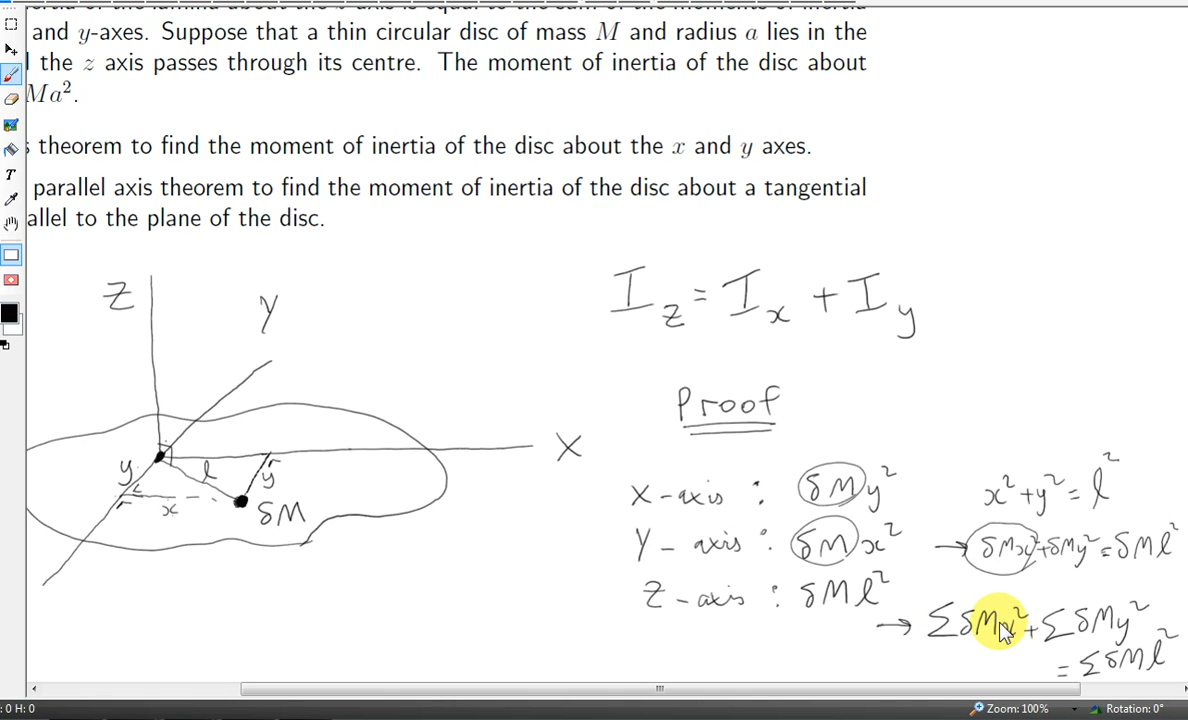 and y-axes. Suppose that a thin circular disc of mass M and radius a lies in the
the z axis passes through its centre. The moment of inertia of the disc about
Ma².
theorem to find the moment of inertia of the disc about the x and y axes.
parallel axis theorem to find the moment of inertia of the disc about a tangential
allel to the plane of the disc.
Z
Y
I_z = I_x + I_y
Proof
X
y
l
y
x
δM
X-axis : δMy²
x²+y²=l²
Y-axis : δMx²
→ δMx²+δMy²=δMl²
Z-axis : δMl²
→ ΣδMx²+ΣδMy²
= ΣδMl²
T
: 0 H: 0
Zoom: 100%
Rotation: 0°